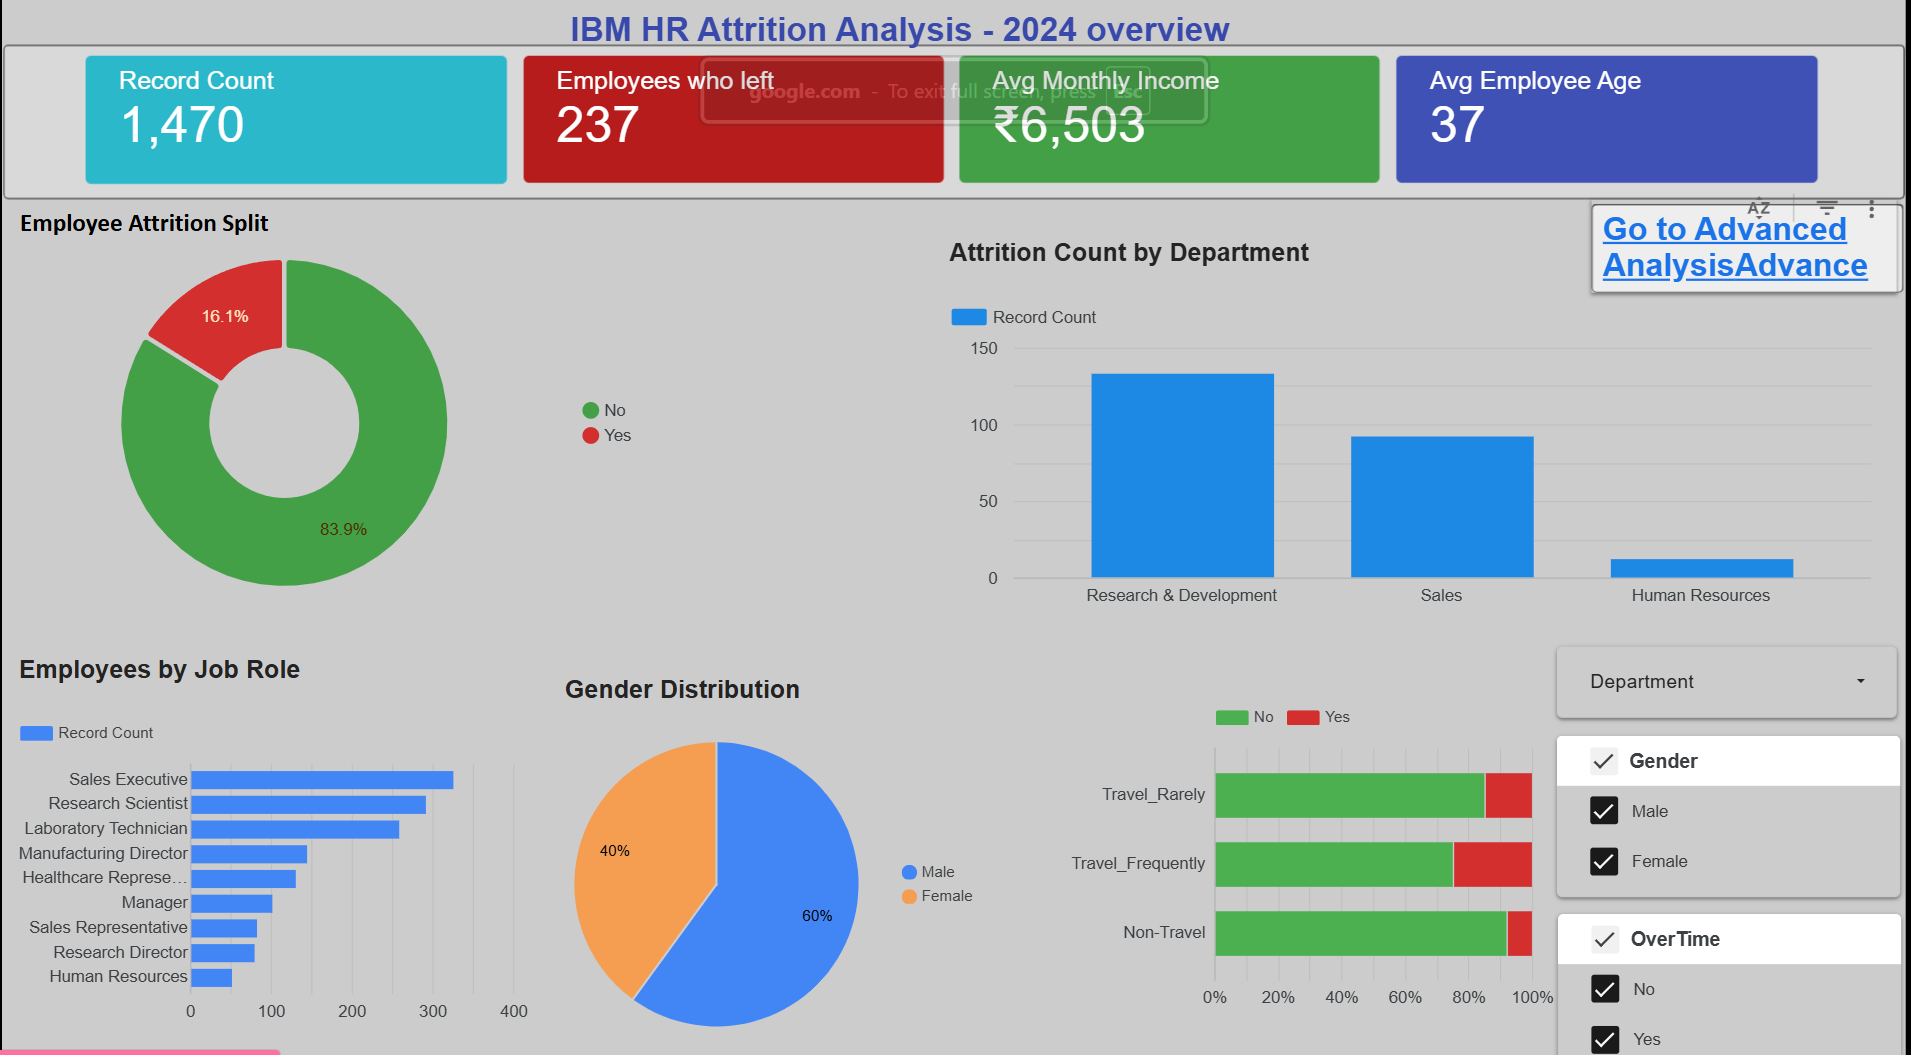 IBM HR Attrition Analysis - 2024 overview
Record Count
1,470
Employees who left
237
Avg Monthly Income
₹6,503
Avg Employee Age
37
google.com - To exit full screen, press Esc
Employee Attrition Split
16.1%
83.9%
No
Yes
Attrition Count by Department
AZ
Go to Advanced
AnalysisAdvance
Record Count
150
100
50
0
Research & Development
Sales
Human Resources
Employees by Job Role
Record Count
Sales Executive
Research Scientist
Laboratory Technician
Manufacturing Director
Healthcare Represe...
Manager
Sales Representative
Research Director
Human Resources
0 100 200 300 400
Gender Distribution
40%
60%
Male
Female
No Yes
Travel_Rarely
Travel_Frequently
Non-Travel
0% 20% 40% 60% 80% 100%
Department
Gender
Male
Female
OverTime
No
Yes